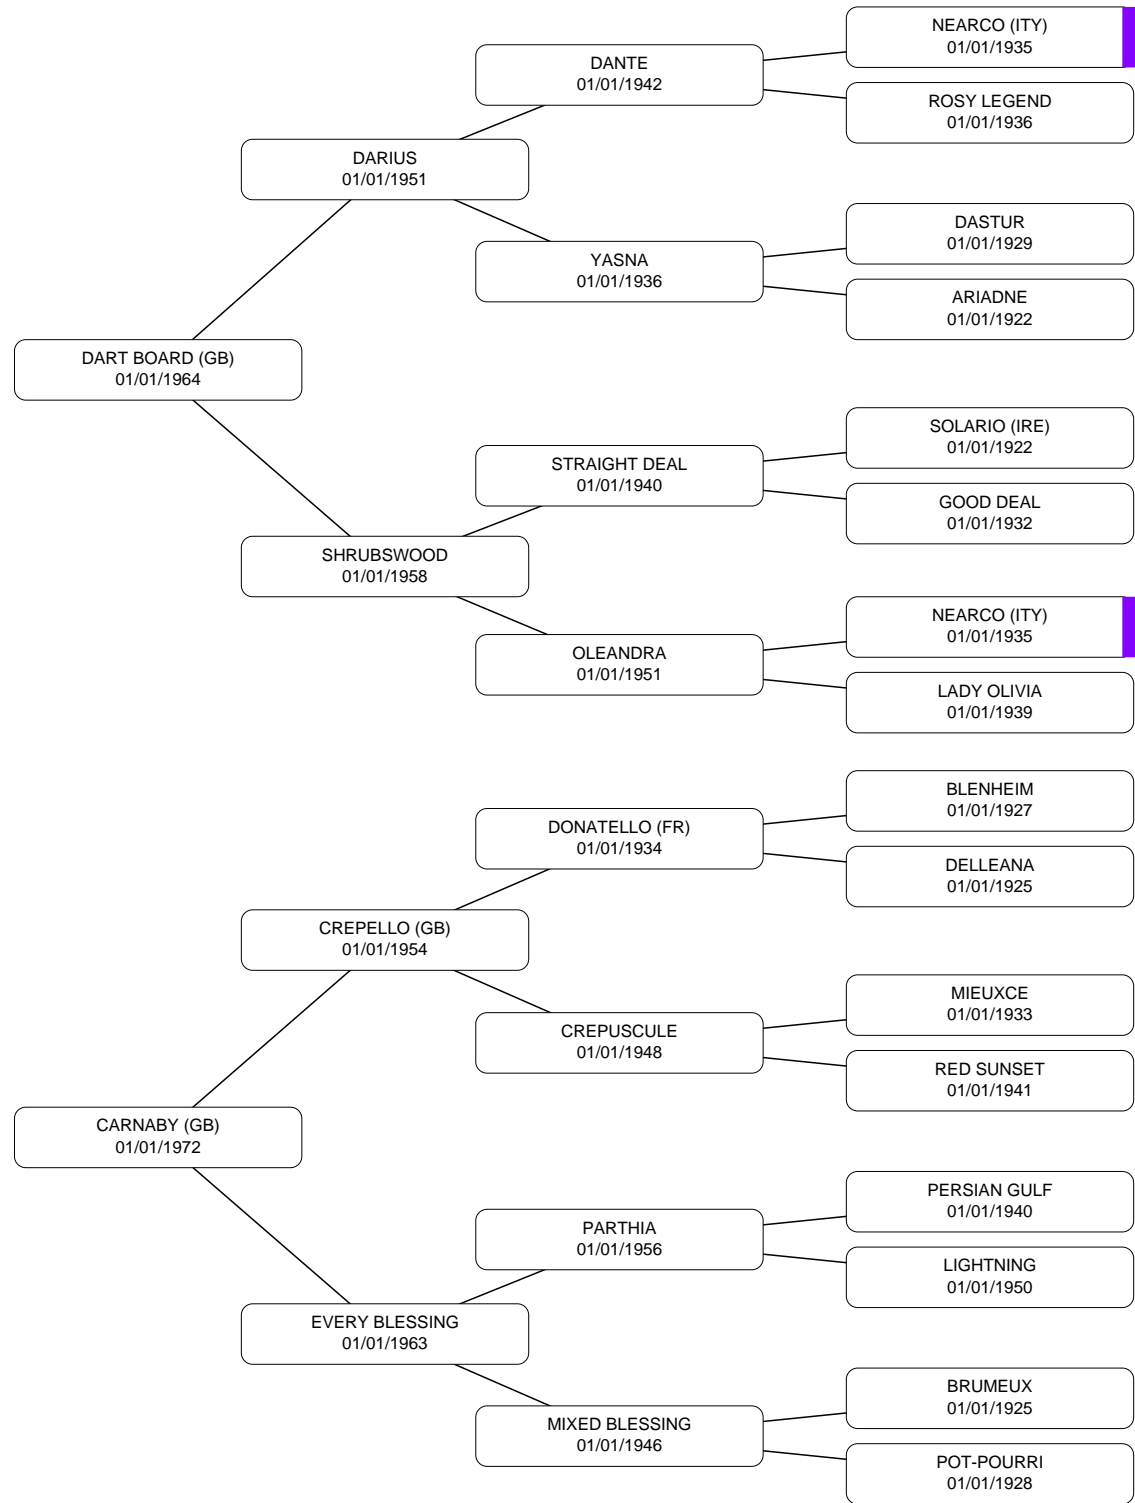 NEARCO (ITY)
01/01/1935
DANTE
01/01/1942
ROSY LEGEND
01/01/1936
DARIUS
01/01/1951
DASTUR
01/01/1929
YASNA
01/01/1936
ARIADNE
01/01/1922
DART BOARD (GB)
01/01/1964
SOLARIO (IRE)
01/01/1922
STRAIGHT DEAL
01/01/1940
GOOD DEAL
01/01/1932
SHRUBSWOOD
01/01/1958
NEARCO (ITY)
01/01/1935
OLEANDRA
01/01/1951
LADY OLIVIA
01/01/1939
BLENHEIM
01/01/1927
DONATELLO (FR)
01/01/1934
DELLEANA
01/01/1925
CREPELLO (GB)
01/01/1954
MIEUXCE
01/01/1933
CREPUSCULE
01/01/1948
RED SUNSET
01/01/1941
CARNABY (GB)
01/01/1972
PERSIAN GULF
01/01/1940
PARTHIA
01/01/1956
LIGHTNING
01/01/1950
EVERY BLESSING
01/01/1963
BRUMEUX
01/01/1925
MIXED BLESSING
01/01/1946
POT-POURRI
01/01/1928